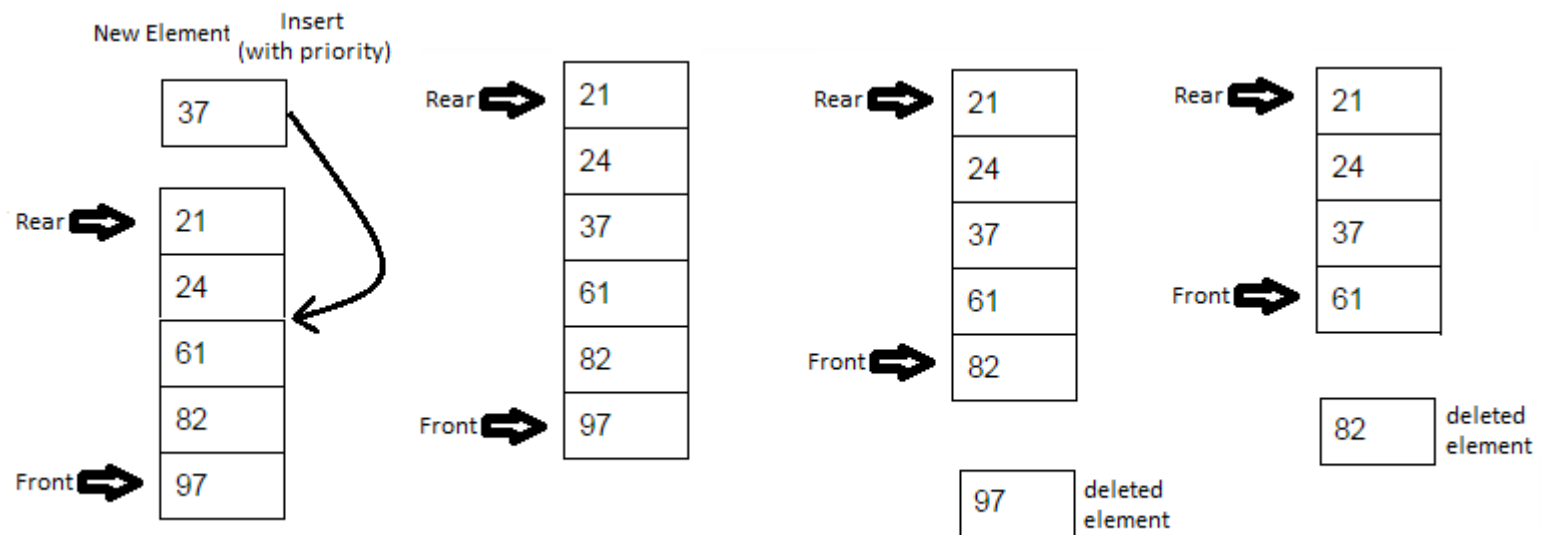 New Element
Insert
(with priority)
37
Rear
21
24
61
82
Front
97
Rear
21
24
37
61
82
Front
97
Rear
21
24
37
61
Front
82
97
deleted
element
Rear
21
24
37
Front
61
82
deleted
element